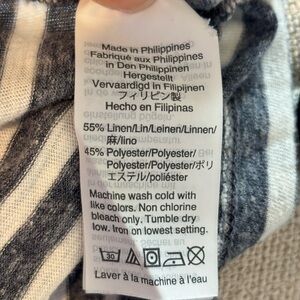 Made in Philippines
Fabriqué aux Philippines
In Den Philippinen
Hergestellt
Vervaardigd in Filipijnen
フィリピン製
Hecho en Filipinas
55% Linen/Lin/Leinen/Linnen/
麻/lino
45% Polyester/Polyester/
Polyester/Polyester/ポリ
エステル/poliéster
Machine wash cold with
like colors. Non chlorine
bleach only. Tumble dry
low. Iron on lowest setting.
30
Laver à la machine à l'eau